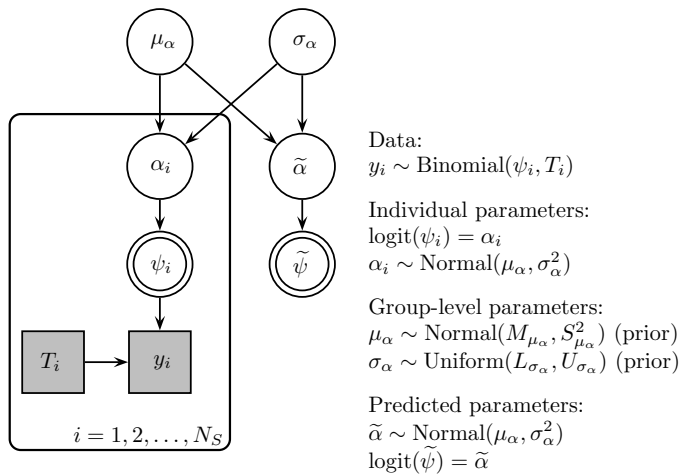 μ_α
σ_α
α_i
α̃
ψ_i
ψ̃
T_i
y_i
i = 1, 2, . . . , N_S
Data:
y_i ∼ Binomial(ψ_i, T_i)
Individual parameters:
logit(ψ_i) = α_i
α_i ∼ Normal(μ_α, σ_α^2)
Group-level parameters:
μ_α ∼ Normal(M_{μ_α}, S_{μ_α}^2) (prior)
σ_α ∼ Uniform(L_{σ_α}, U_{σ_α}) (prior)
Predicted parameters:
α̃ ∼ Normal(μ_α, σ_α^2)
logit(ψ̃) = α̃